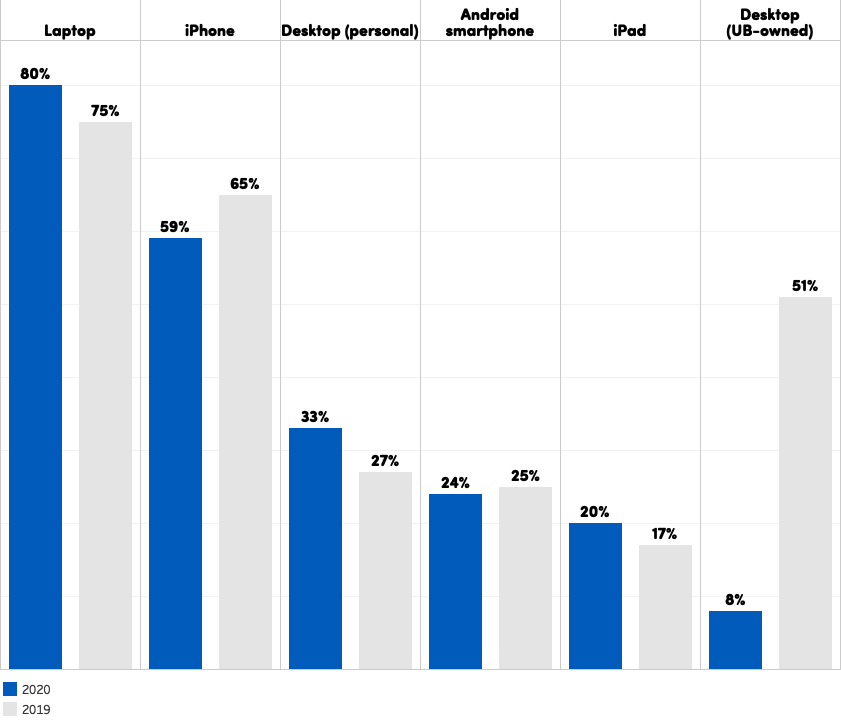 Laptop
iPhone
Desktop (personal)
Android
smartphone
iPad
Desktop
(UB-owned)
80%
75%
59%
65%
33%
27%
24%
25%
20%
17%
8%
51%
2020
2019